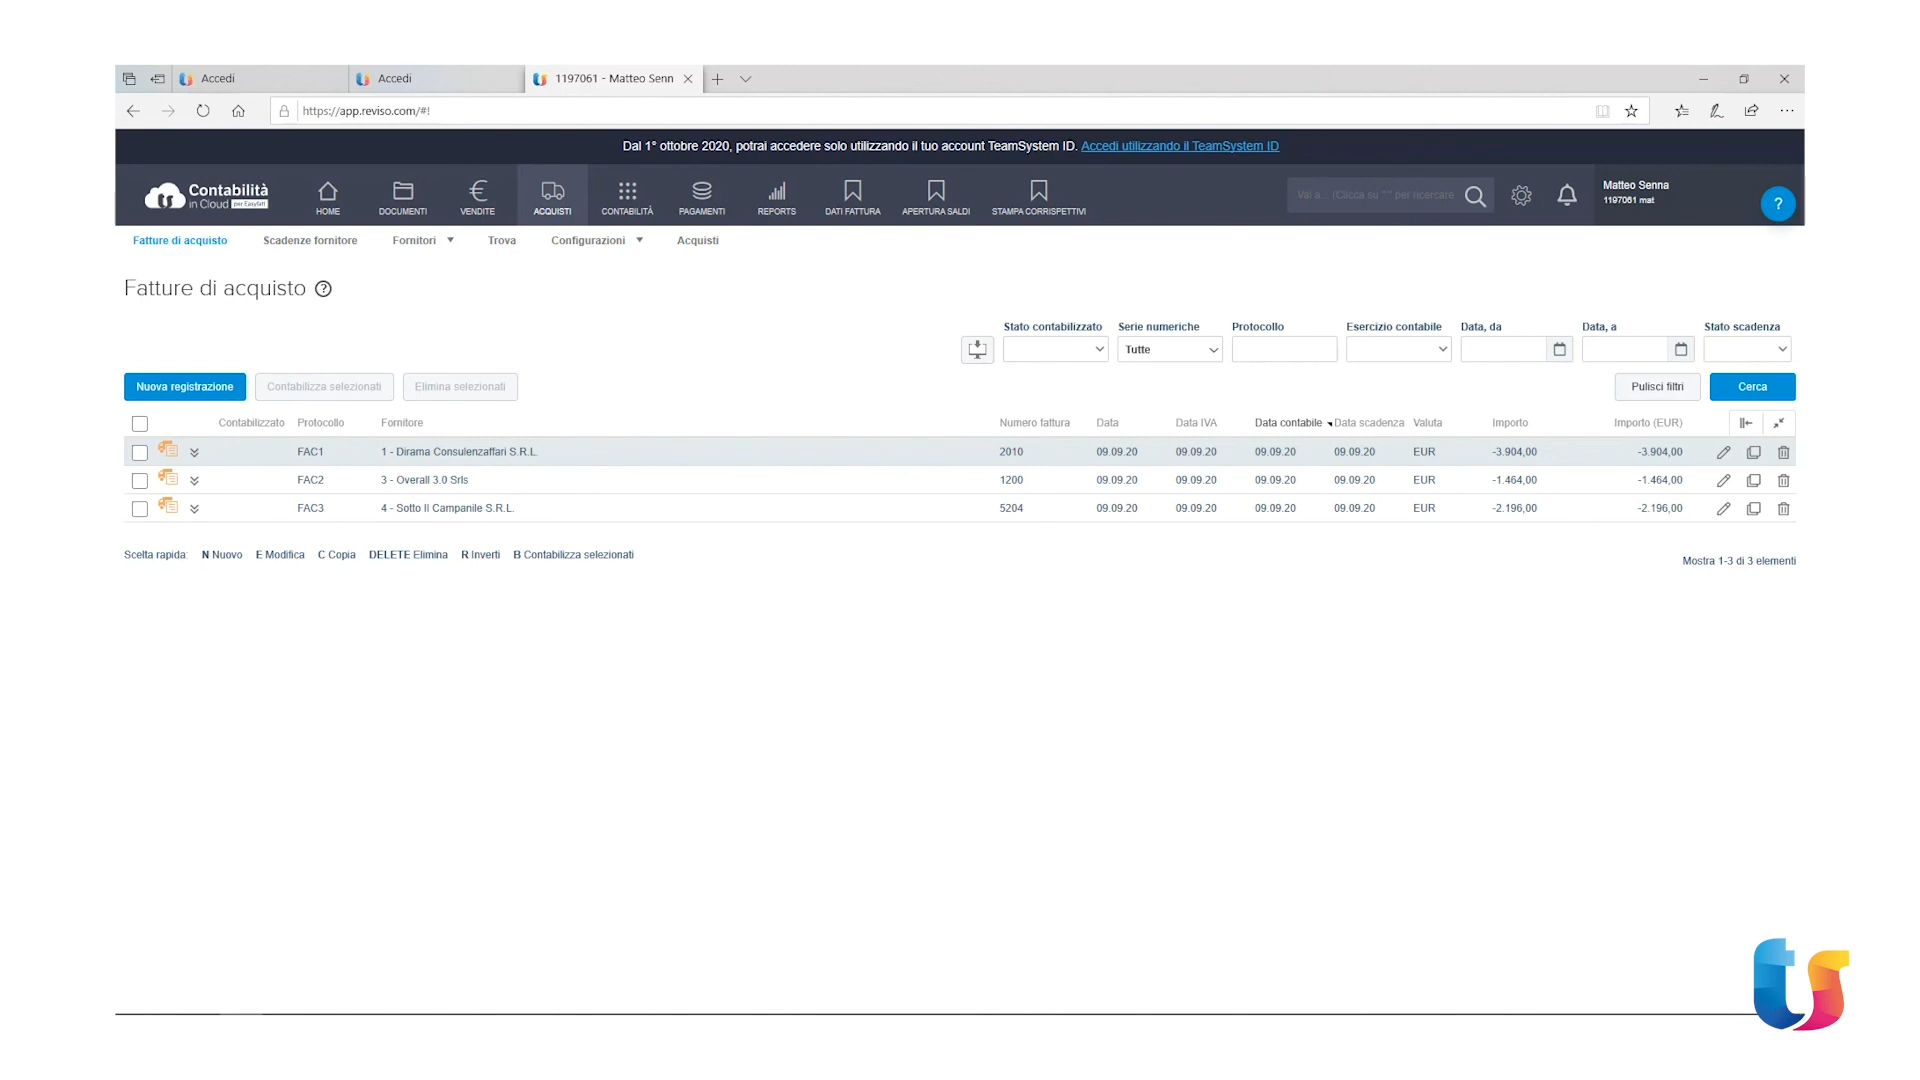 Accedi
Accedi
1197061 - Matteo Senn
https://app.reviso.com/#!
Dal 1° ottobre 2020, potrai accedere solo utilizzando il tuo account TeamSystem ID. Accedi utilizzando il TeamSystem ID
Contabilità
in Cloud per Easyfatt
HOME
DOCUMENTI
VENDITE
ACQUISTI
CONTABILITÀ
PAGAMENTI
REPORTS
DATI FATTURA
APERTURA SALDI
STAMPA CORRISPETTIVI
Vai a... (Clicca su "." per ricercare
Matteo Senna
1197061 mat
?
Fatture di acquisto Scadenze fornitore Fornitori Trova Configurazioni Acquisti
Fatture di acquisto ?
Stato contabilizzato Serie numeriche Protocollo Esercizio contabile Data, da Data, a Stato scadenza
Tutte
Nuova registrazione Contabilizza selezionati Elimina selezionati Pulisci filtri Cerca
Contabilizzato Protocollo Fornitore Numero fattura Data Data IVA Data contabile Data scadenza Valuta Importo Importo (EUR)
FAC1 1 - Dirama Consulenzaffari S.R.L. 2010 09.09.20 09.09.20 09.09.20 09.09.20 EUR -3.904,00 -3.904,00
FAC2 3 - Overall 3.0 Srls 1200 09.09.20 09.09.20 09.09.20 09.09.20 EUR -1.464,00 -1.464,00
FAC3 4 - Sotto Il Campanile S.R.L. 5204 09.09.20 09.09.20 09.09.20 09.09.20 EUR -2.196,00 -2.196,00
Scelta rapida: N Nuovo E Modifica C Copia DELETE Elimina R Inverti B Contabilizza selezionati
Mostra 1-3 di 3 elementi
ts